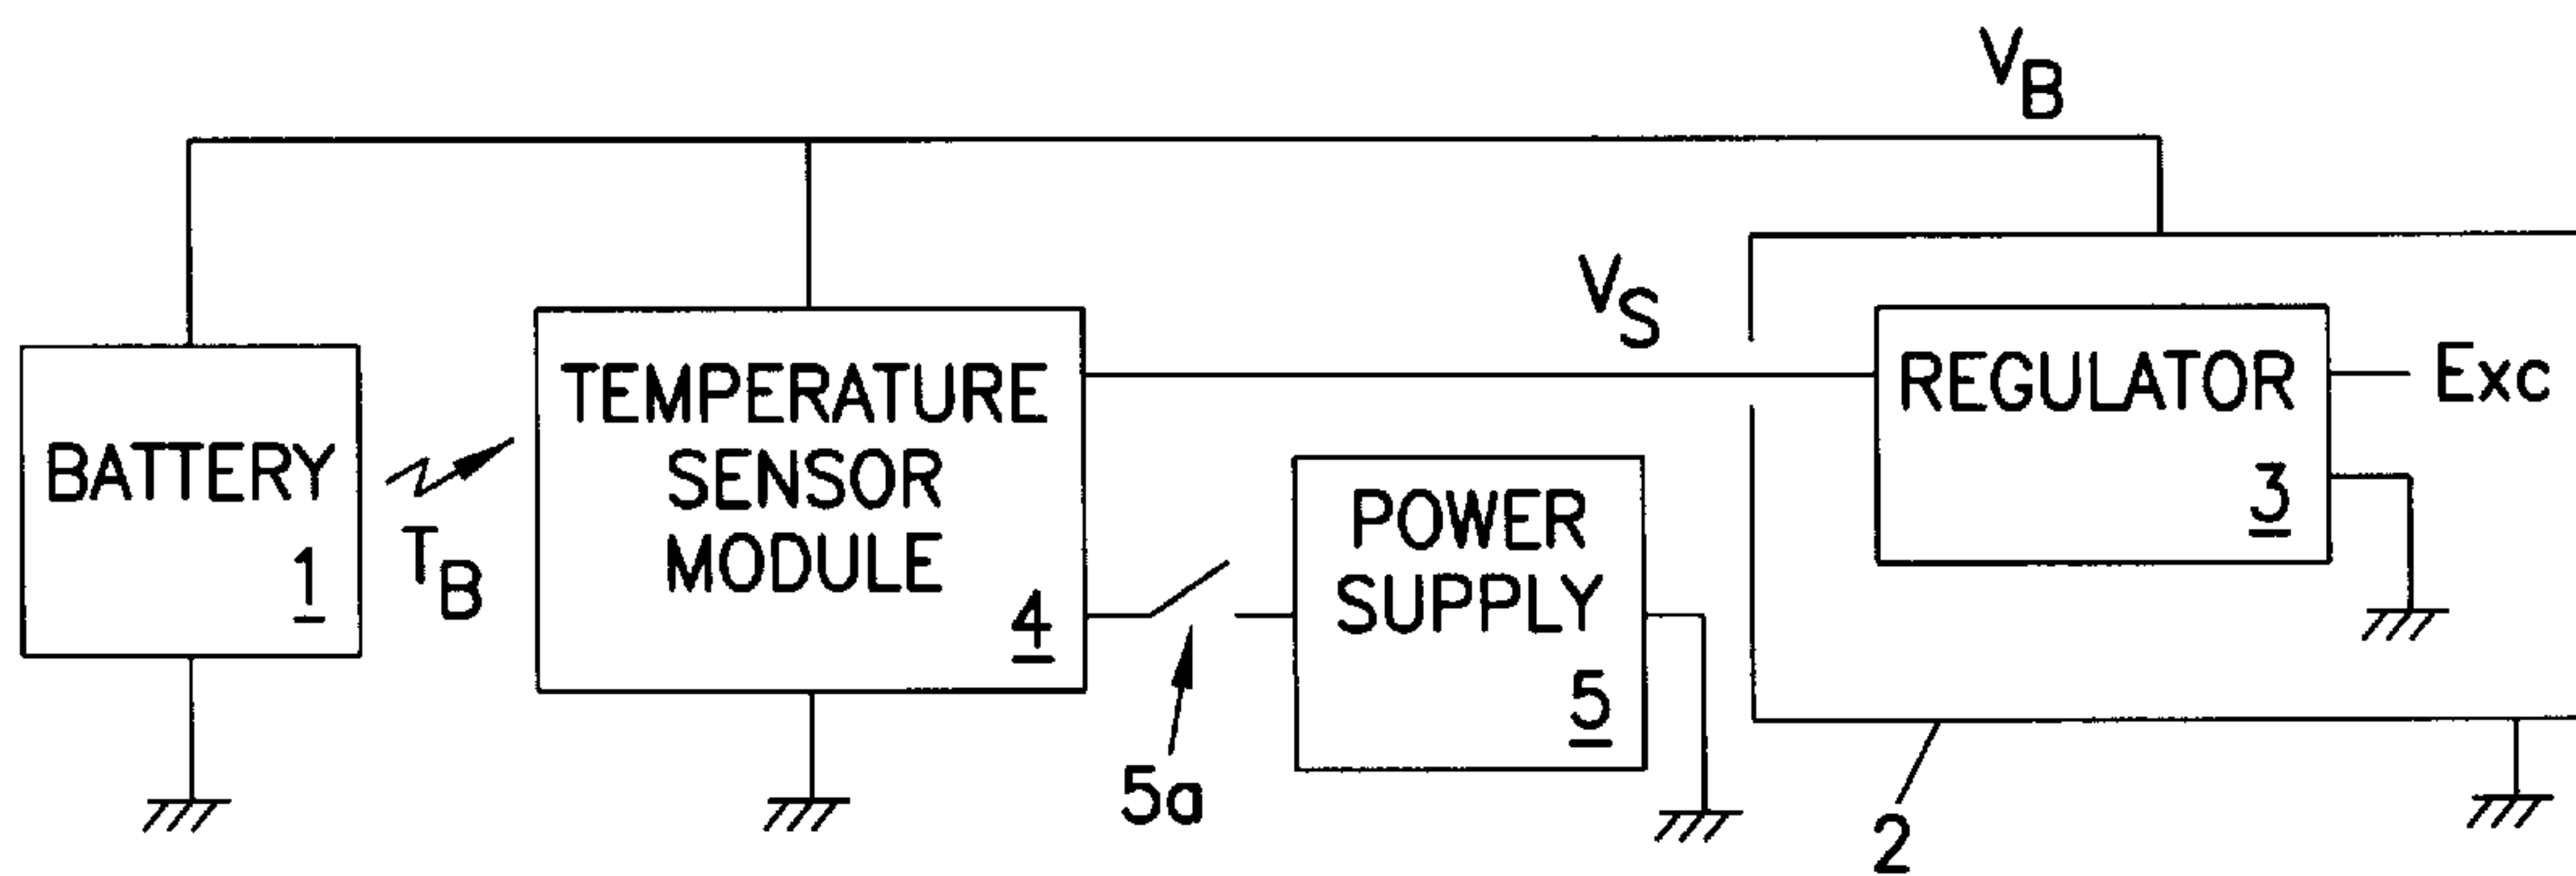 V_B
V_S
BATTERY
1
T_B
TEMPERATURE
SENSOR
MODULE
4
5a
POWER
SUPPLY
5
REGULATOR
3
Exc
2